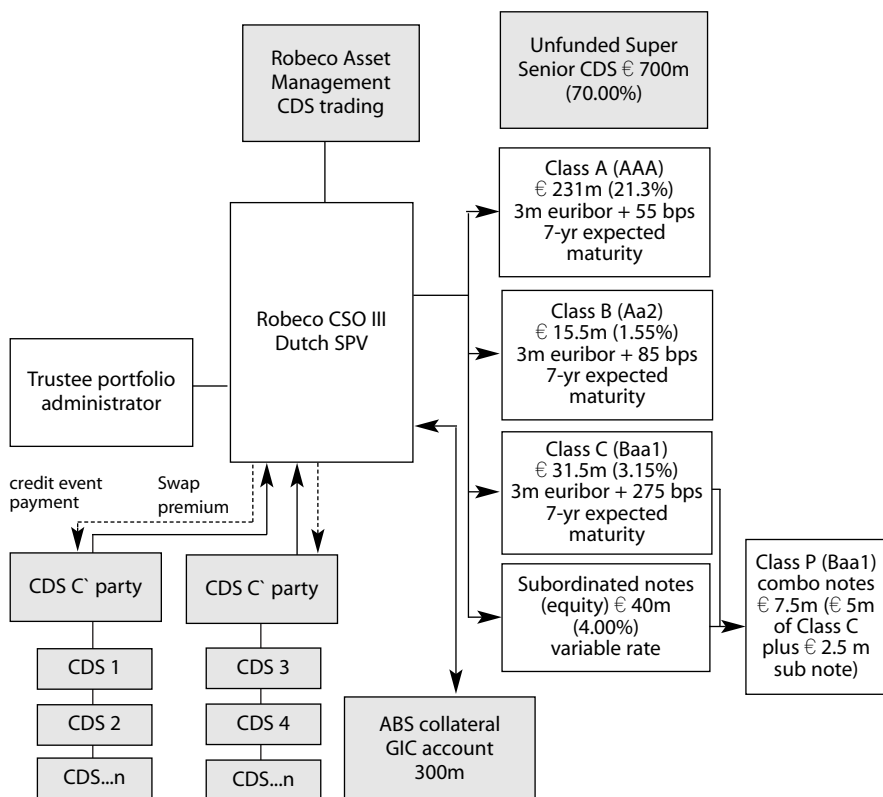 Robeco Asset
Management
CDS trading
Unfunded Super
Senior CDS € 700m
(70.00%)
Class A (AAA)
€ 231m (21.3%)
3m euribor + 55 bps
7-yr expected
maturity
Robeco CSO III
Dutch SPV
Class B (Aa2)
€ 15.5m (1.55%)
3m euribor + 85 bps
7-yr expected
maturity
Trustee portfolio
administrator
Class C (Baa1)
€ 31.5m (3.15%)
3m euribor + 275 bps
7-yr expected
maturity
credit event
payment
Swap
premium
CDS C` party
CDS C` party
Subordinated notes
(equity) € 40m
(4.00%)
variable rate
Class P (Baa1)
combo notes
€ 7.5m (€ 5m
of Class C
plus € 2.5 m
sub note)
CDS 1
CDS 2
CDS...n
CDS 3
CDS 4
CDS...n
ABS collateral
GIC account
300m